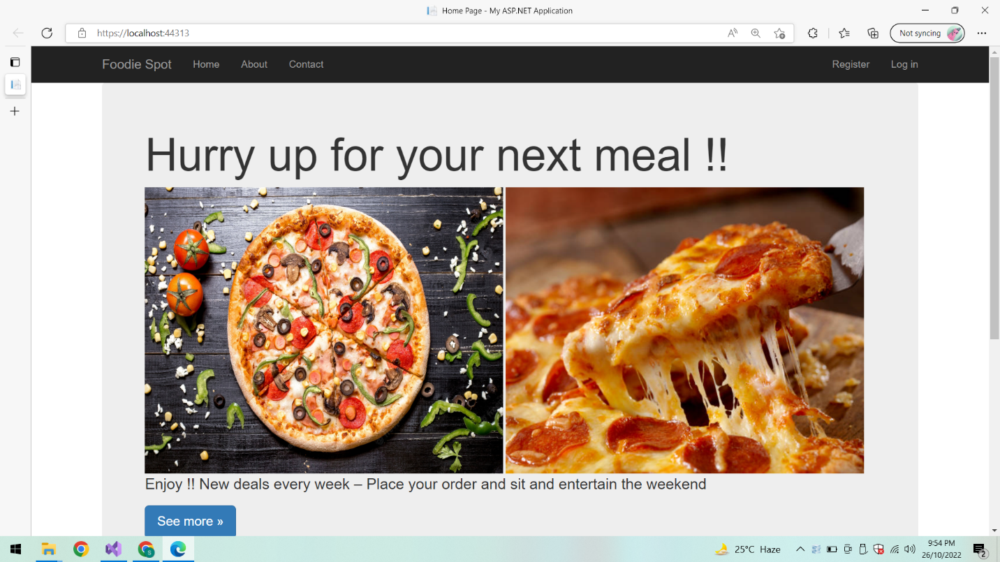 Home Page - My ASP.NET Application
https://localhost:44313
Not syncing
Foodie Spot Home About Contact Register Log in
Hurry up for your next meal !!
Enjoy !! New deals every week – Place your order and sit and entertain the weekend
See more »
25°C Haze
9:54 PM
26/10/2022
2